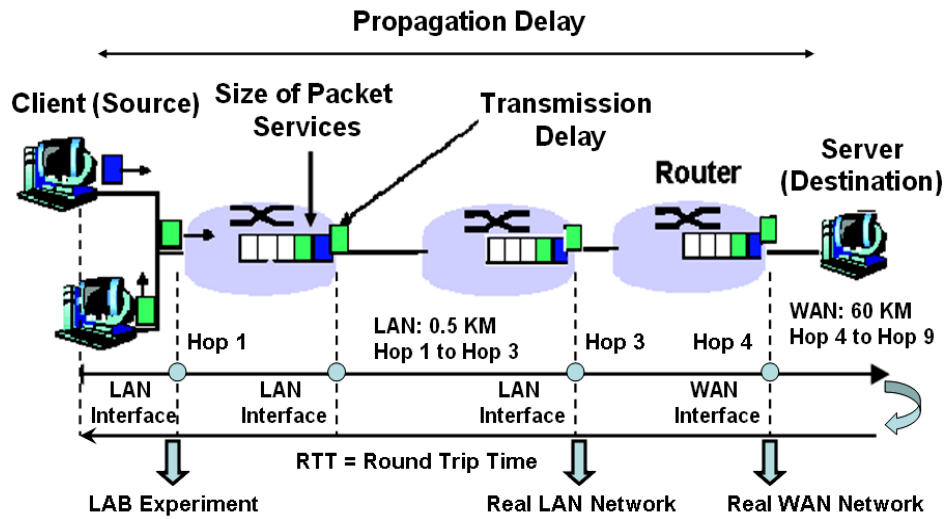 Propagation Delay
Client (Source)
Size of Packet
Services
Transmission
Delay
Router
Server
(Destination)
Hop 1
LAN: 0.5 KM
Hop 1 to Hop 3
Hop 3
Hop 4
WAN: 60 KM
Hop 4 to Hop 9
LAN
Interface
LAN
Interface
LAN
Interface
WAN
Interface
RTT = Round Trip Time
LAB Experiment
Real LAN Network
Real WAN Network